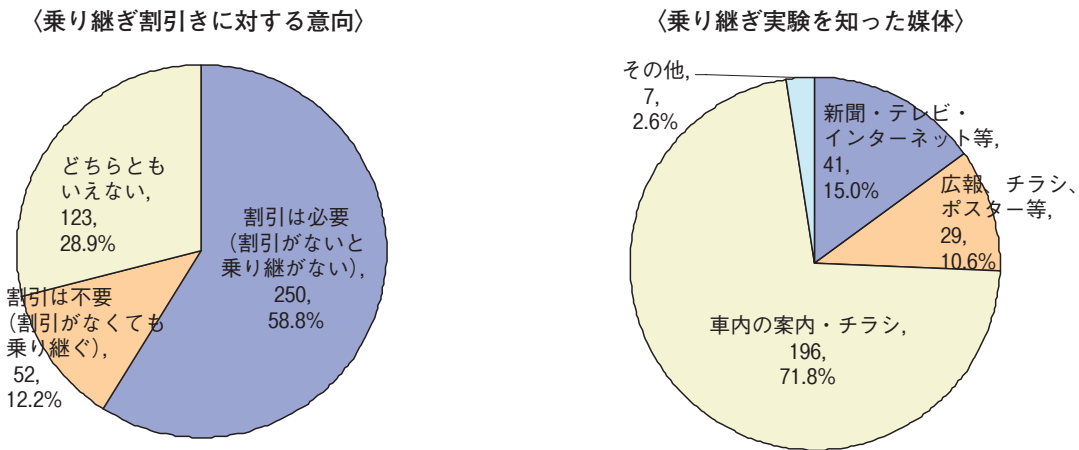 〈乗り継ぎ割引きに対する意向〉
どちらとも
いえない,
123,
28.9%
割引は必要
（割引がないと
乗り継がない）,
250,
58.8%
割引は不要
（割引がなくても
乗り継ぐ）,
52,
12.2%
〈乗り継ぎ実験を知った媒体〉
その他,
7,
2.6%
新聞・テレビ・
インターネット等,
41,
15.0%
広報、チラシ、
ポスター等,
29,
10.6%
車内の案内・チラシ,
196,
71.8%